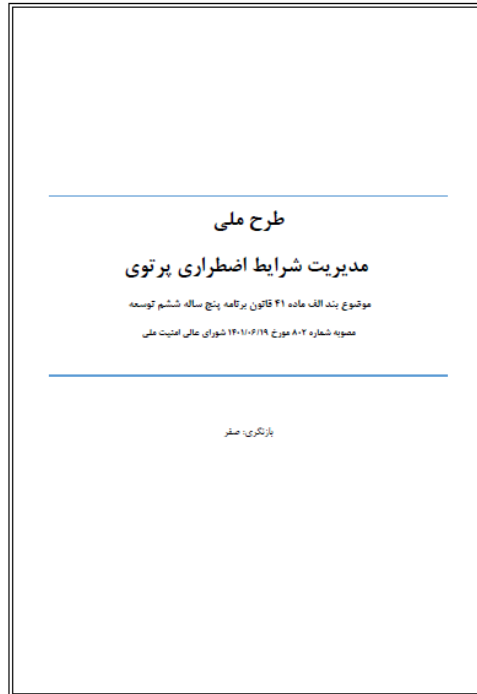 طرح ملی
مدیریت شرایط اضطراری پرتوی
موضوع بند الف ماده ۴۱ قانون برنامه پنج ساله ششم توسعه
مصوبه شماره ۸۰۲ مورخ ۱۴۰۱/۰۶/۱۹ شورای عالی امنیت ملی
بازنگری: صفر